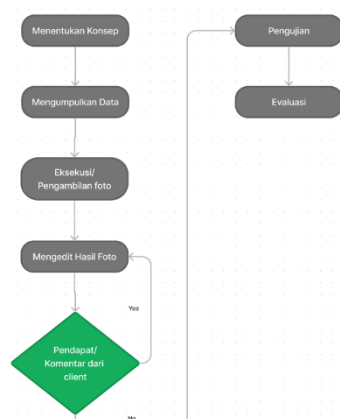 Menentukan Konsep
Mengumpulkan Data
Eksekusi/
Pengambilan foto
Mengedit Hasil Foto
Yes
Pendapat/
Komentar dari
client
No
Pengujian
Evaluasi